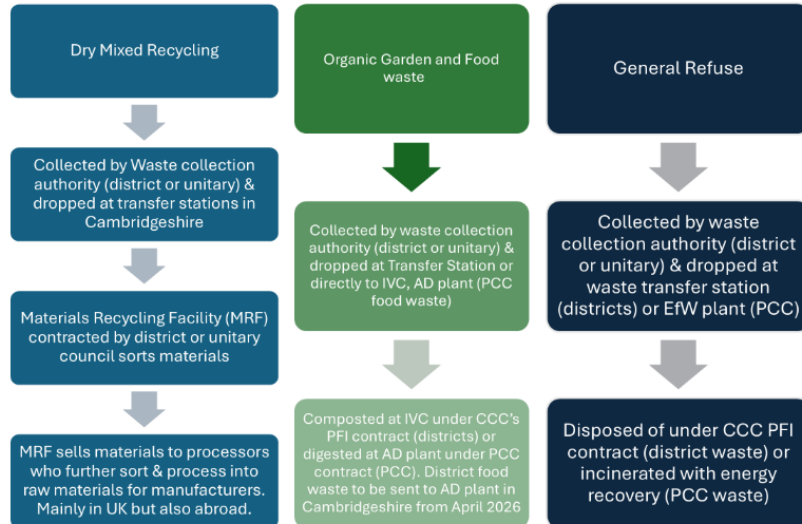 Dry Mixed Recycling
Collected by Waste collection
authority (district or unitary) &
dropped at transfer stations in
Cambridgeshire
Materials Recycling Facility (MRF)
contracted by district or unitary
council sorts materials
MRF sells materials to processors
who further sort & process into
raw materials for manufacturers.
Mainly in UK but also abroad.
Organic Garden and Food
waste
Collected by waste collection
authority (district or unitary) &
dropped at Transfer Station or
directly to IVC, AD plant (PCC
food waste)
Composted at IVC under CCC's
PFI contract (districts) or
digested at AD plant under PCC
contract (PCC). District food
waste to be sent to AD plant in
Cambridgeshire from April 2026
General Refuse
Collected by waste
collection authority (district
or unitary) & dropped at
waste transfer station
(districts) or EfW plant (PCC)
Disposed of under CCC PFI
contract (district waste) or
incinerated with energy
recovery (PCC waste)